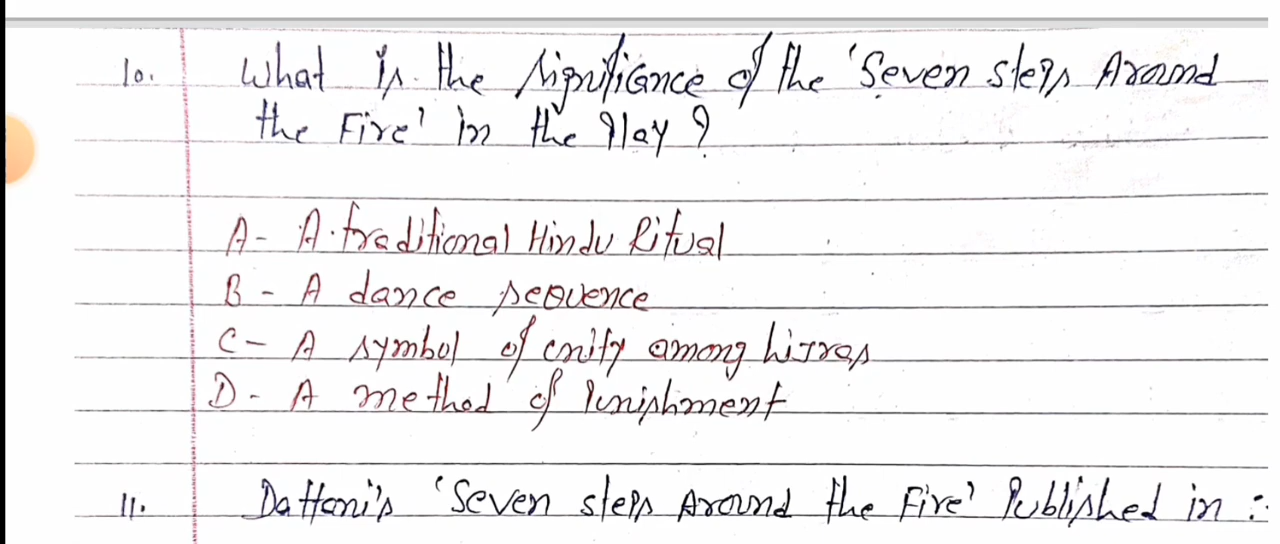 10. What is the significance of the 'Seven steps Around
the Fire' in the Play ?
A- A traditional Hindu Ritual
B - A dance sequence
C- A symbol of unity among hijras
D- A method of Punishment
11. Dattani's 'Seven steps Around the Fire' Published in :-